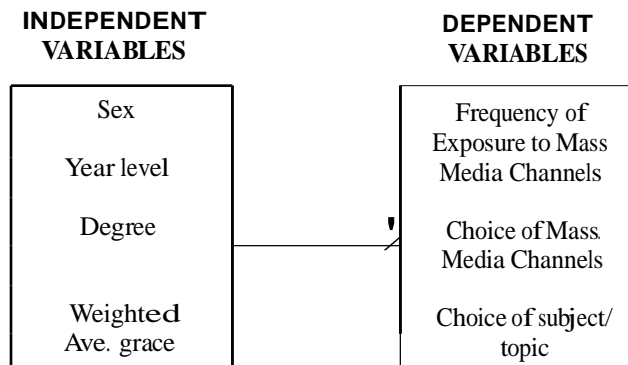 INDEPENDENT
VARIABLES
Sex
Year level
Degree
Weighted
Ave. grace
DEPENDENT
VARIABLES
Frequency of
Exposure to Mass
Media Channels
Choice of Mass.
Media Channels
Choice of subject/
topic